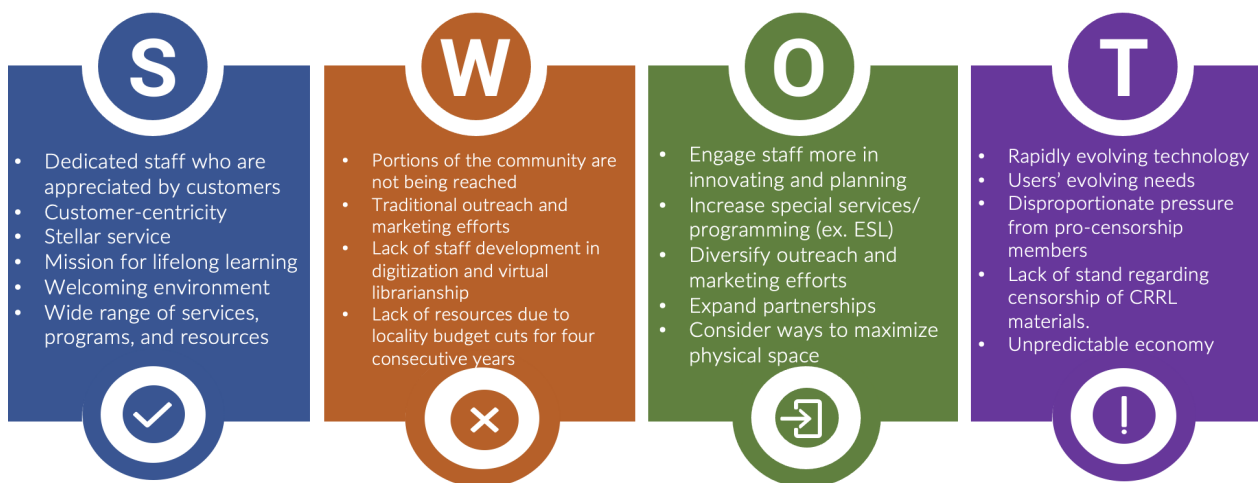 S
• Dedicated staff who are
appreciated by customers
• Customer-centricity
• Stellar service
• Mission for lifelong learning
• Welcoming environment
• Wide range of services,
programs, and resources
W
• Portions of the community are
not being reached
• Traditional outreach and
marketing efforts
• Lack of staff development in
digitization and virtual
librarianship
• Lack of resources due to
locality budget cuts for four
consecutive years
O
• Engage staff more in
innovating and planning
• Increase special services/
programming (ex. ESL)
• Diversify outreach and
marketing efforts
• Expand partnerships
• Consider ways to maximize
physical space
T
• Rapidly evolving technology
• Users’ evolving needs
• Disproportionate pressure
from pro-censorship
members
• Lack of stand regarding
censorship of CRRL
materials.
• Unpredictable economy